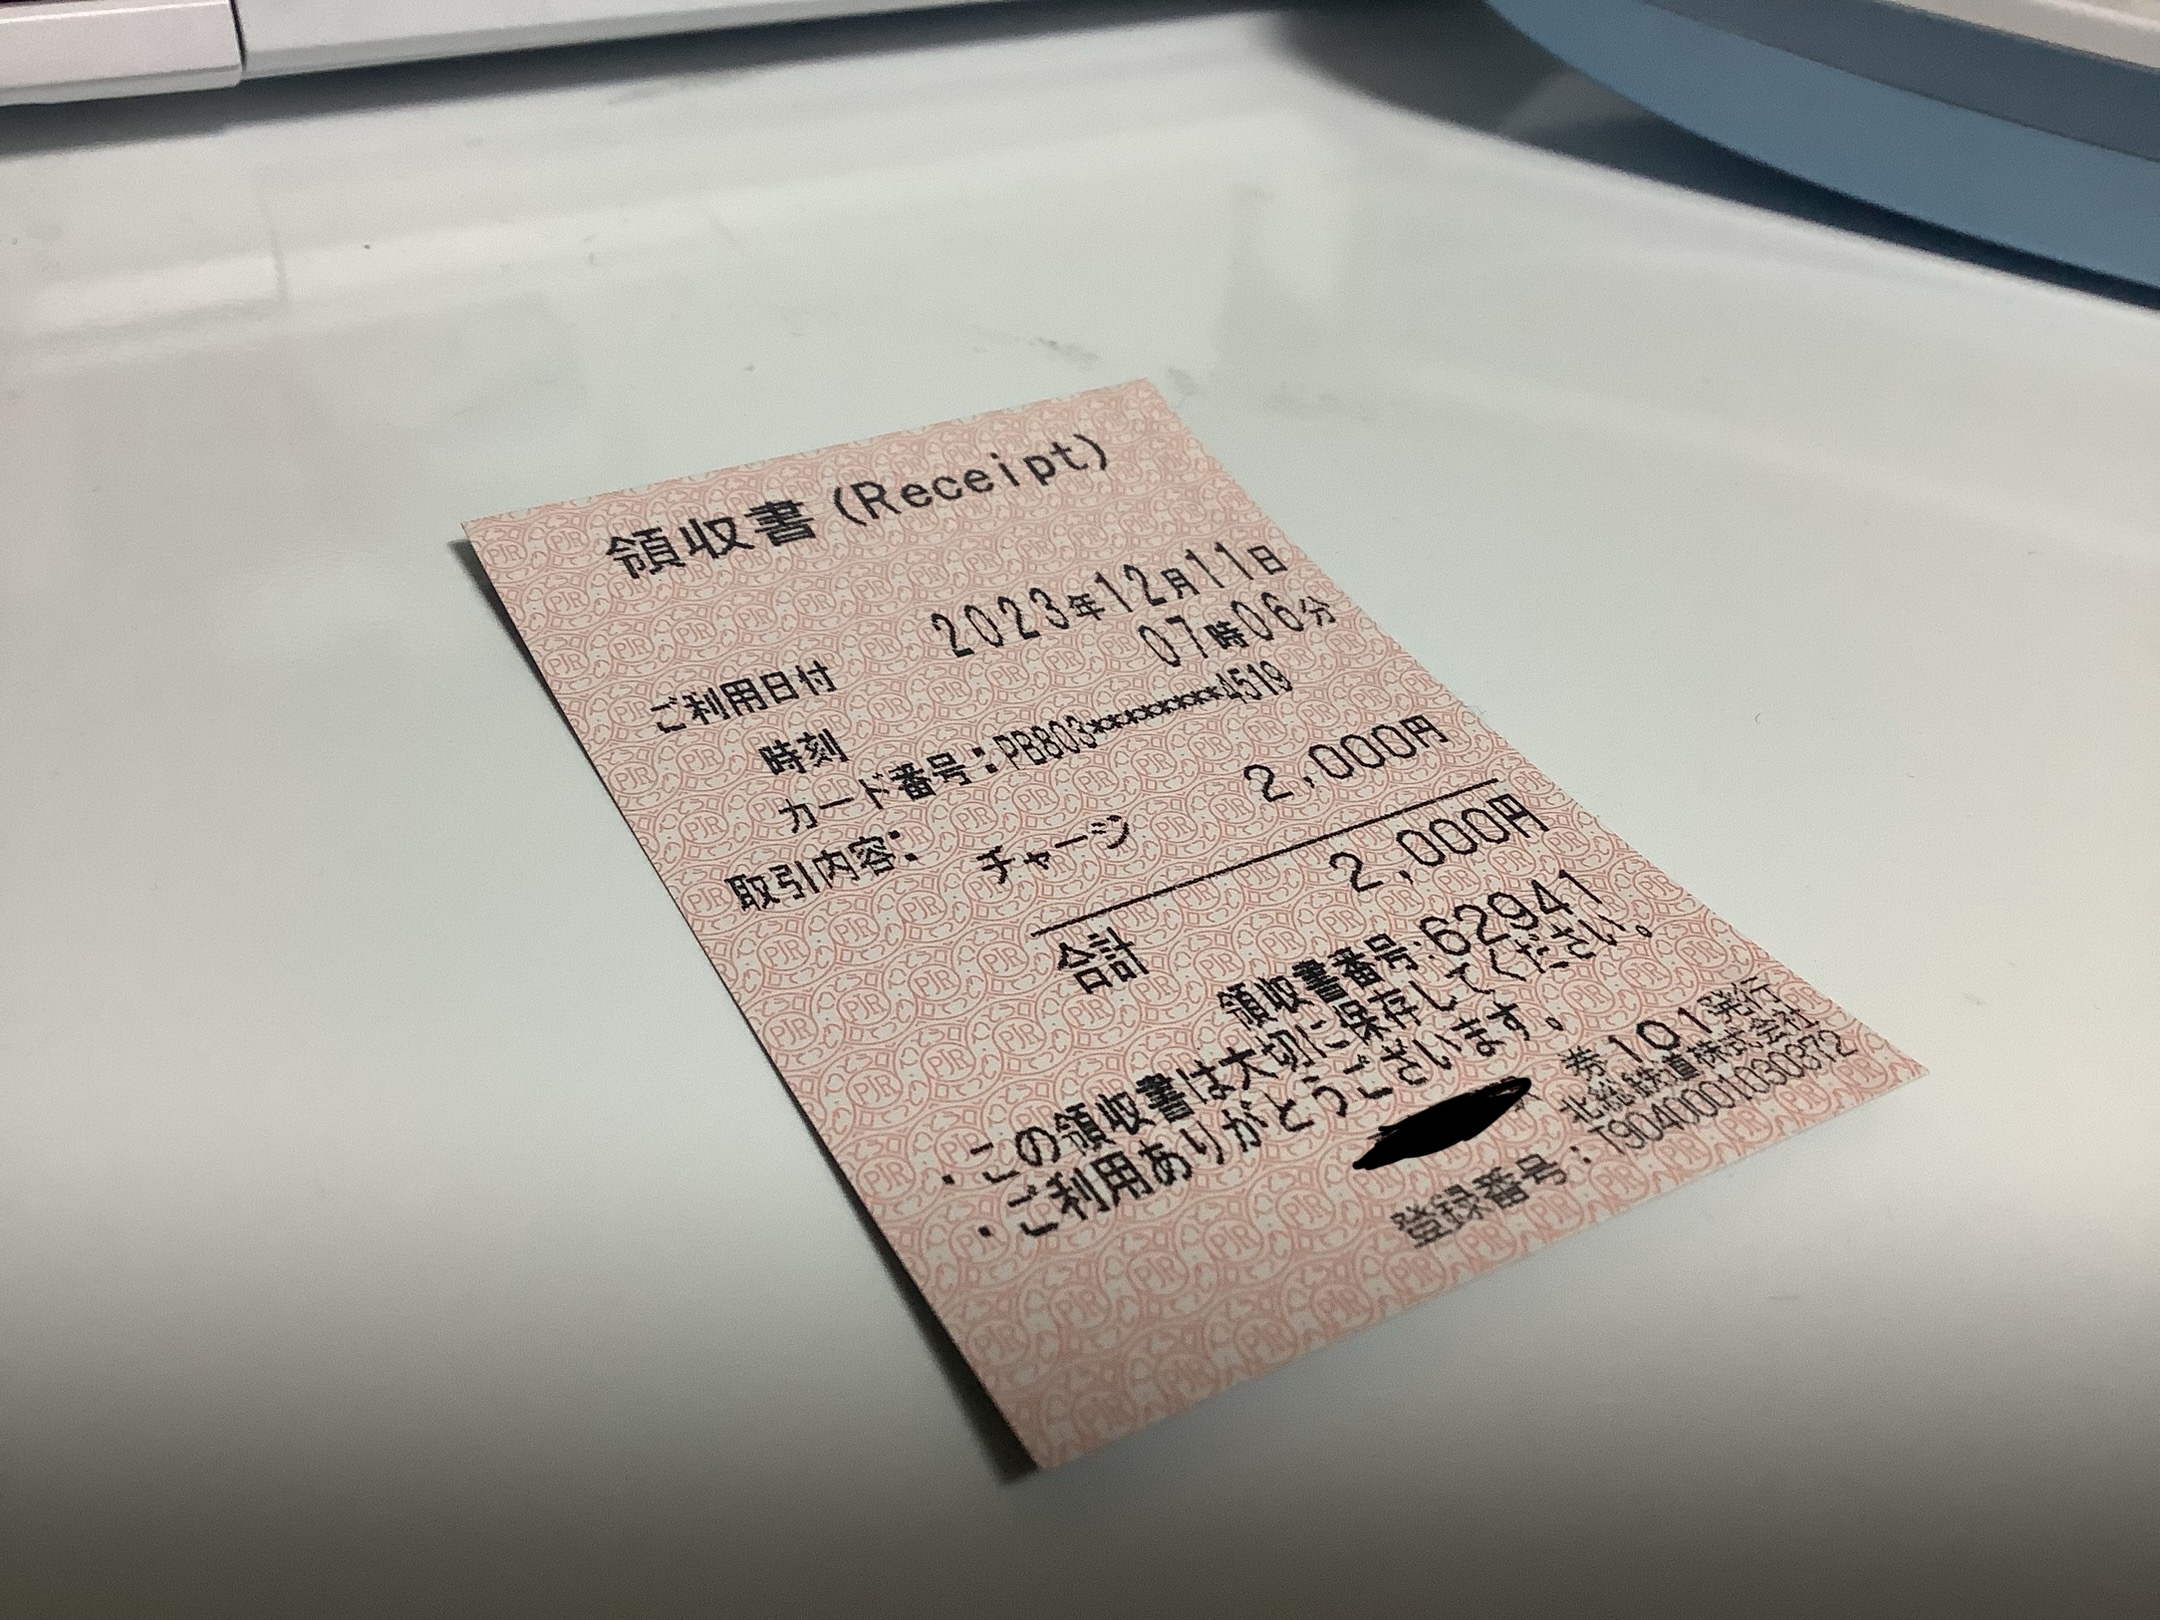 領収書(Receipt)
ご利用日付 2023年12月11日
時刻 07時06分
カード番号:PB803********4519
取引内容: チャージ 2,000円
合計 2,000円
領収書番号:62941
・この領収書は大切に保存してください。
・ご利用ありがとうございます。
券101発行
北総鉄道株式会社
登録番号:T9040001030372